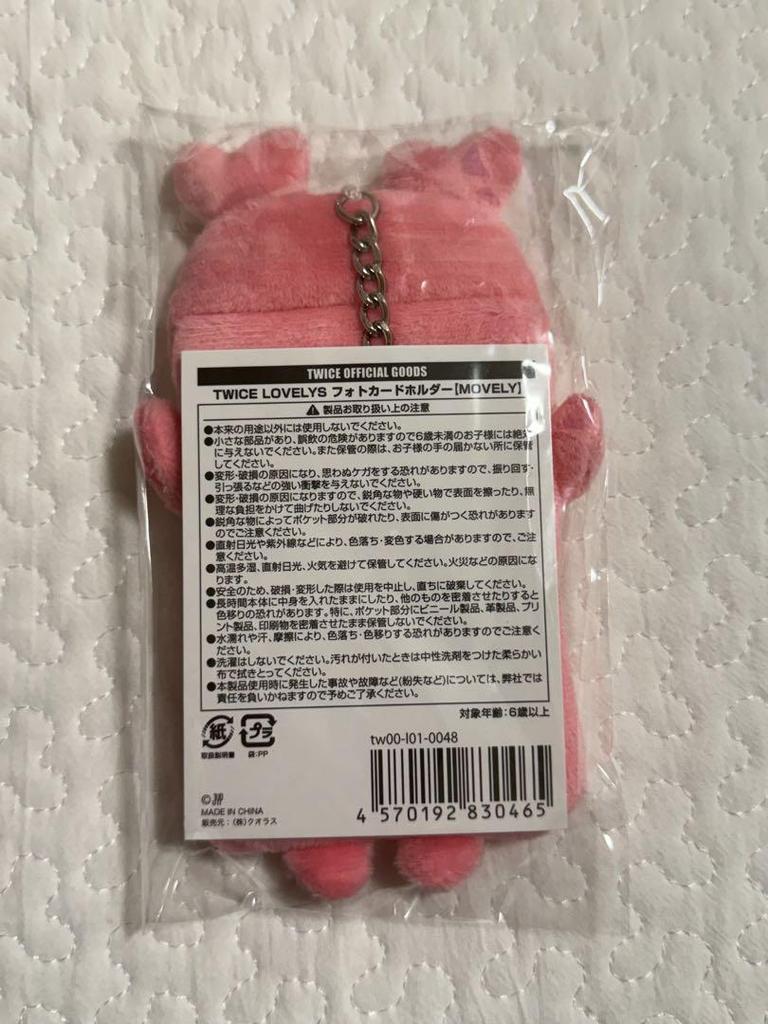 TWICE OFFICIAL GOODS
TWICE LOVELYS フォトカードホルダー【MOVELY】
⚠ 製品お取り扱い上の注意
●本来の用途以外には使用しないでください。
●小さな部品があり、誤飲の危険がありますので6歳未満のお子様には絶対
に与えないでください。また保管の際は、お子様の手の届かない所に保管
してください。
●変形・破損の原因になり、思わぬケガをする恐れがありますので、振り回す・
引っ張るなどの強い衝撃を与えないでください。
●変形・破損の原因になりますので、鋭角な物や硬い物で表面を擦ったり、無
理な負担をかけて曲げたりしないでください。
●鋭角な物によってポケット部分が破れたり、表面に傷がつく恐れがあります
のでご注意ください。
●直射日光や紫外線などにより、色落ち・変色する場合がありますので、ご注
意ください。
●高温多湿、直射日光、火気を避けて保管してください。火災などの原因にな
ります。
●安全のため、破損・変形した際は使用を中止し、直ちに破棄してください。
●長時間本体に中身を入れたままにしたり、他のものを密着させたりすると
色移りの恐れがあります。特に、ポケット部分にビニール製品、革製品、プリ
ント製品、印刷物を密着させたまま保管しないでください。
●水濡れや汗、摩擦により、色落ち・色移りする恐れがありますのでご注意く
ださい。
●洗濯はしないでください。汚れが付いたときは中性洗剤をつけた柔らかい
布で拭きとってください。
●本製品使用時に発生した事故や故障など(紛失など)については、弊社では
責任を負いかねますので予めご了承ください。
対象年齢:6歳以上
紙
取扱説明書
プラ
袋:PP
tw00-I01-0048
4 570192 830465
©JYP
MADE IN CHINA
販売元:(株)クオラス